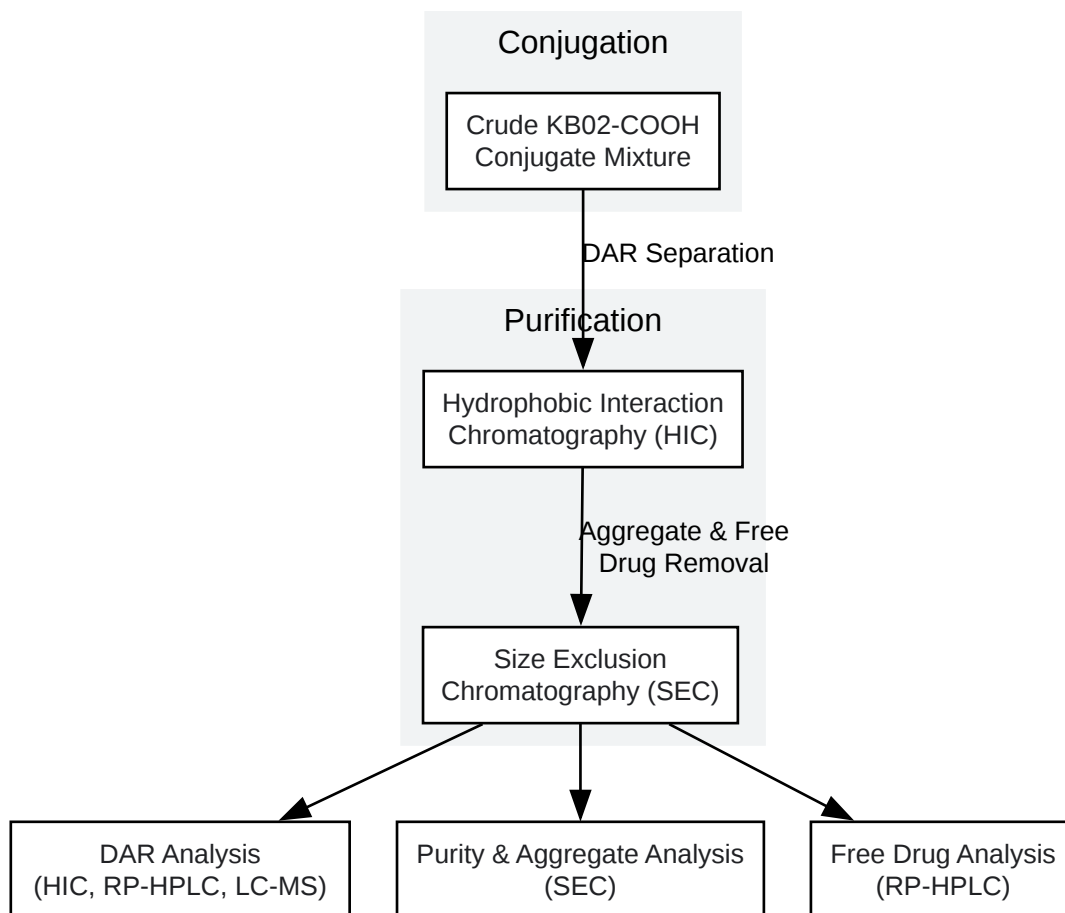 Conjugation
Crude KB02-COOH
Conjugate Mixture
DAR Separation
Purification
Hydrophobic Interaction
Chromatography (HIC)
Aggregate & Free
Drug Removal
Size Exclusion
Chromatography (SEC)
DAR Analysis
(HIC, RP-HPLC, LC-MS)
Purity & Aggregate Analysis
(SEC)
Free Drug Analysis
(RP-HPLC)